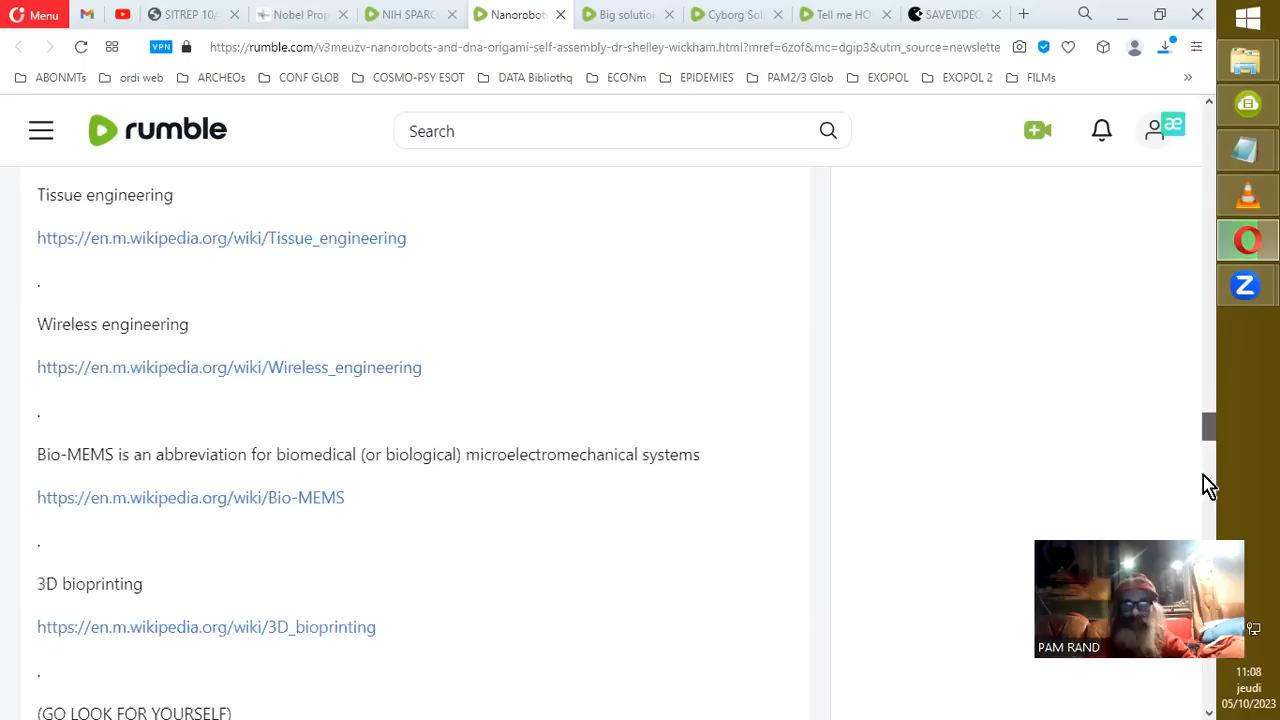 Menu
SITREP 10/
Nobel Prop
NIH SPARC
Nanorobots
Big solutio
Cyborg So
Tell me HO
SAVEVIDEO
VPN
https://rumble.com/v3meuzv-nanorobots-and-dna-origami-self-assembly-dr-shelley-wickham.html?mref=6zof&mc=dgip3&utm_source=newslette
ABONMTs
ordi web
ARCHEOs
CONF GLOB
COSMO-PSY ESOT
DATA Bibliothq
ECONm
EPIDEMIES
PAM2/3 Glob
EXOPOL
EXOPOL 2
FILMs
»
rumble
Search
æ
Tissue engineering
https://en.m.wikipedia.org/wiki/Tissue_engineering
.
Wireless engineering
https://en.m.wikipedia.org/wiki/Wireless_engineering
.
Bio-MEMS is an abbreviation for biomedical (or biological) microelectromechanical systems
https://en.m.wikipedia.org/wiki/Bio-MEMS
.
3D bioprinting
https://en.m.wikipedia.org/wiki/3D_bioprinting
.
(GO LOOK FOR YOURSELF)
PAM RAND
11:08
jeudi
05/10/2023